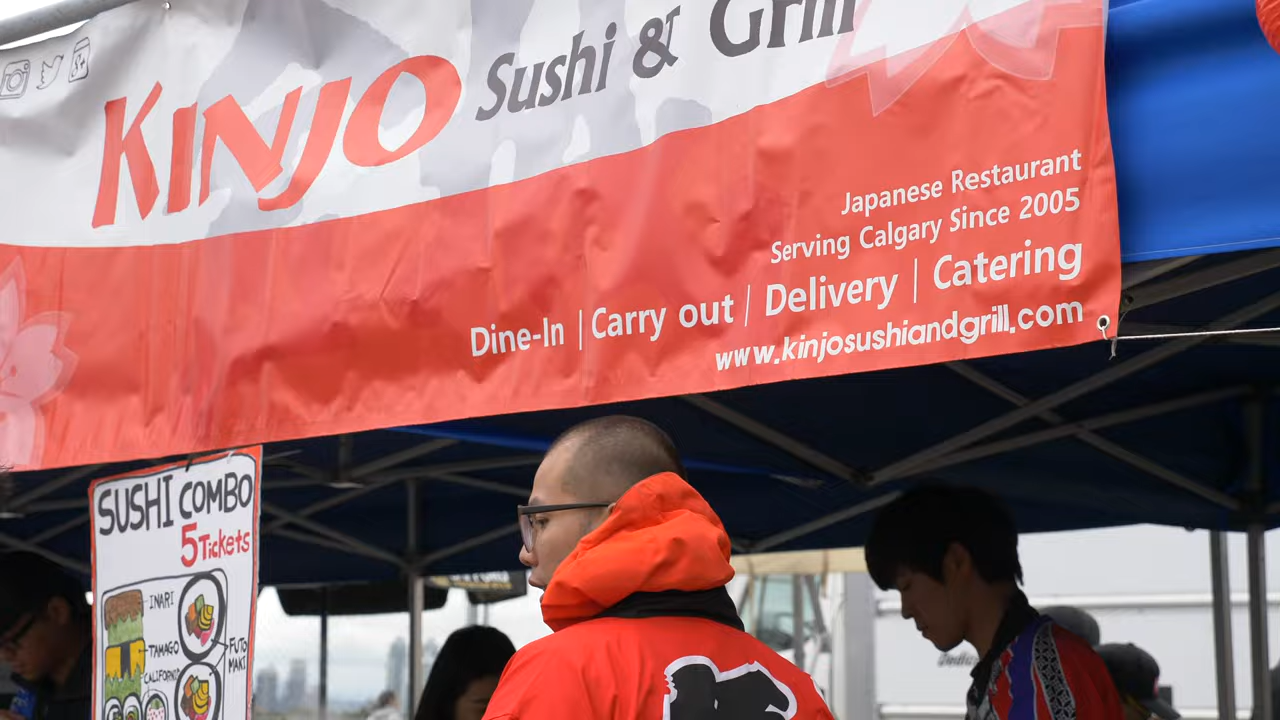 KINJO Sushi & Grill
Japanese Restaurant
Serving Calgary Since 2005
Dine-In | Carry out | Delivery | Catering
www.kinjosushiandgrill.com
SUSHI COMBO
5 Tickets
INARI
TAMAGO
CALIFORNIA
FUTO
MAKI